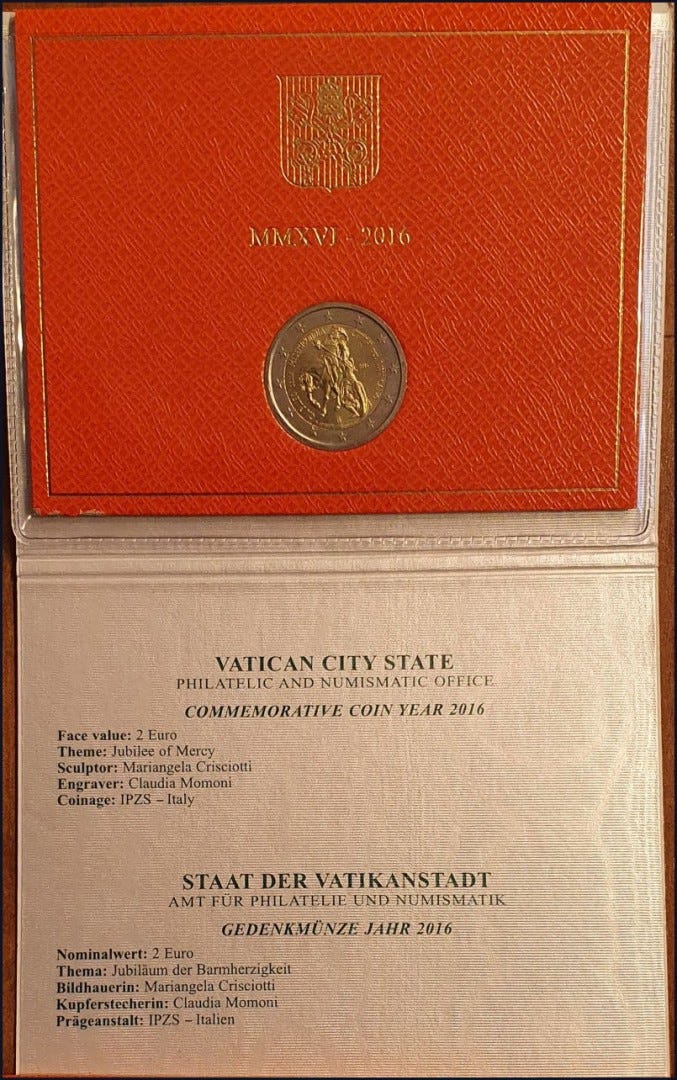 MMXVI - 2016
VATICAN CITY STATE
PHILATELIC AND NUMISMATIC OFFICE
COMMEMORATIVE COIN YEAR 2016
Face value: 2 Euro
Theme: Jubilee of Mercy
Sculptor: Mariangela Crisciotti
Engraver: Claudia Momoni
Coinage: IPZS – Italy
STAAT DER VATIKANSTADT
AMT FÜR PHILATELIE UND NUMISMATIK
GEDENKMÜNZE JAHR 2016
Nominalwert: 2 Euro
Thema: Jubiläum der Barmherzigkeit
Bildhauerin: Mariangela Crisciotti
Kupferstecherin: Claudia Momoni
Prägeanstalt: IPZS – Italien